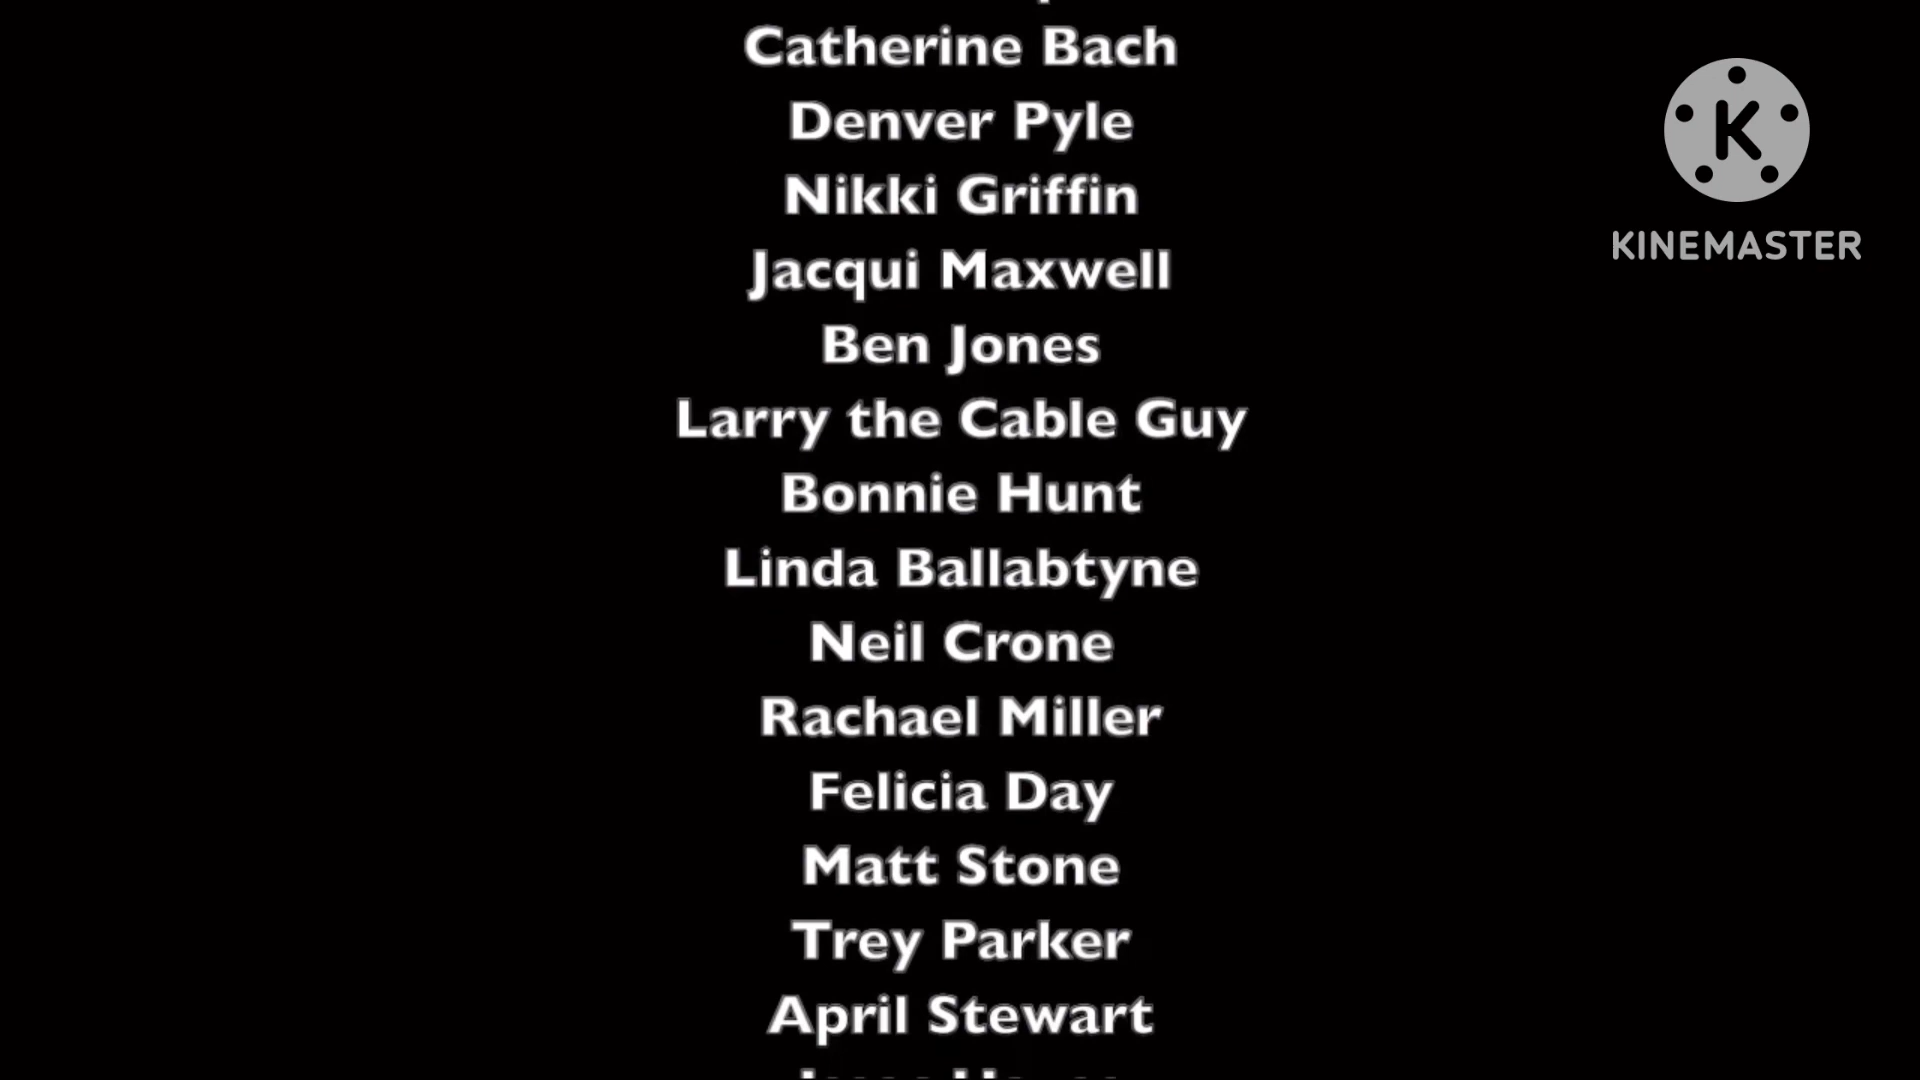 Catherine Bach
Denver Pyle
Nikki Griffin
Jacqui Maxwell
Ben Jones
Larry the Cable Guy
Bonnie Hunt
Linda Ballabtyne
Neil Crone
Rachael Miller
Felicia Day
Matt Stone
Trey Parker
April Stewart
K
KINEMASTER